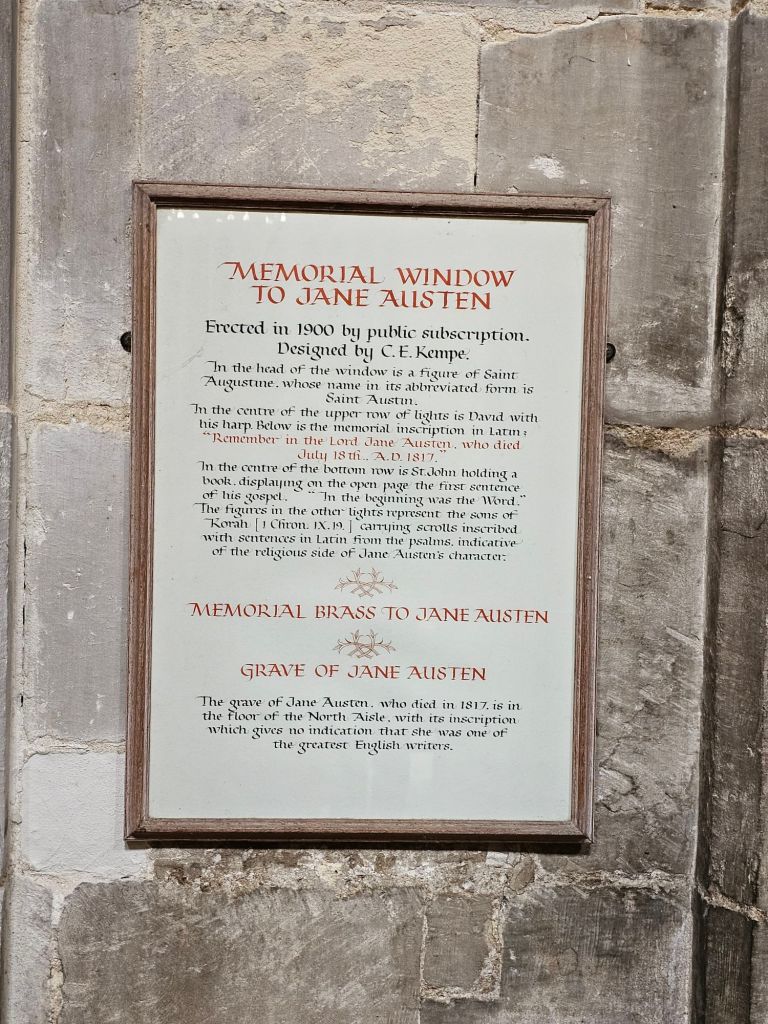 MEMORIAL WINDOW
TO JANE AUSTEN
Erected in 1900 by public subscription.
Designed by C. E. Kempe.
In the head of the window is a figure of Saint
Augustine, whose name in its abbreviated form is
Saint Austin.
In the centre of the upper row of lights is David with
his harp. Below is the memorial inscription in Latin:
"Remember in the Lord Jane Austen, who died
July 18th., A.D. 1817."
In the centre of the bottom row is St. John holding a
book, displaying on the open page the first sentence
of his gospel. "In the beginning was the Word."
The figures in the other lights represent the sons of
Korah [1 Chron. IX. 19.] carrying scrolls inscribed
with sentences in Latin from the psalms, indicative
of the religious side of Jane Austen's character.
MEMORIAL BRASS TO JANE AUSTEN
GRAVE OF JANE AUSTEN
The grave of Jane Austen, who died in 1817, is in
the floor of the North Aisle, with its inscription
which gives no indication that she was one of
the greatest English writers.